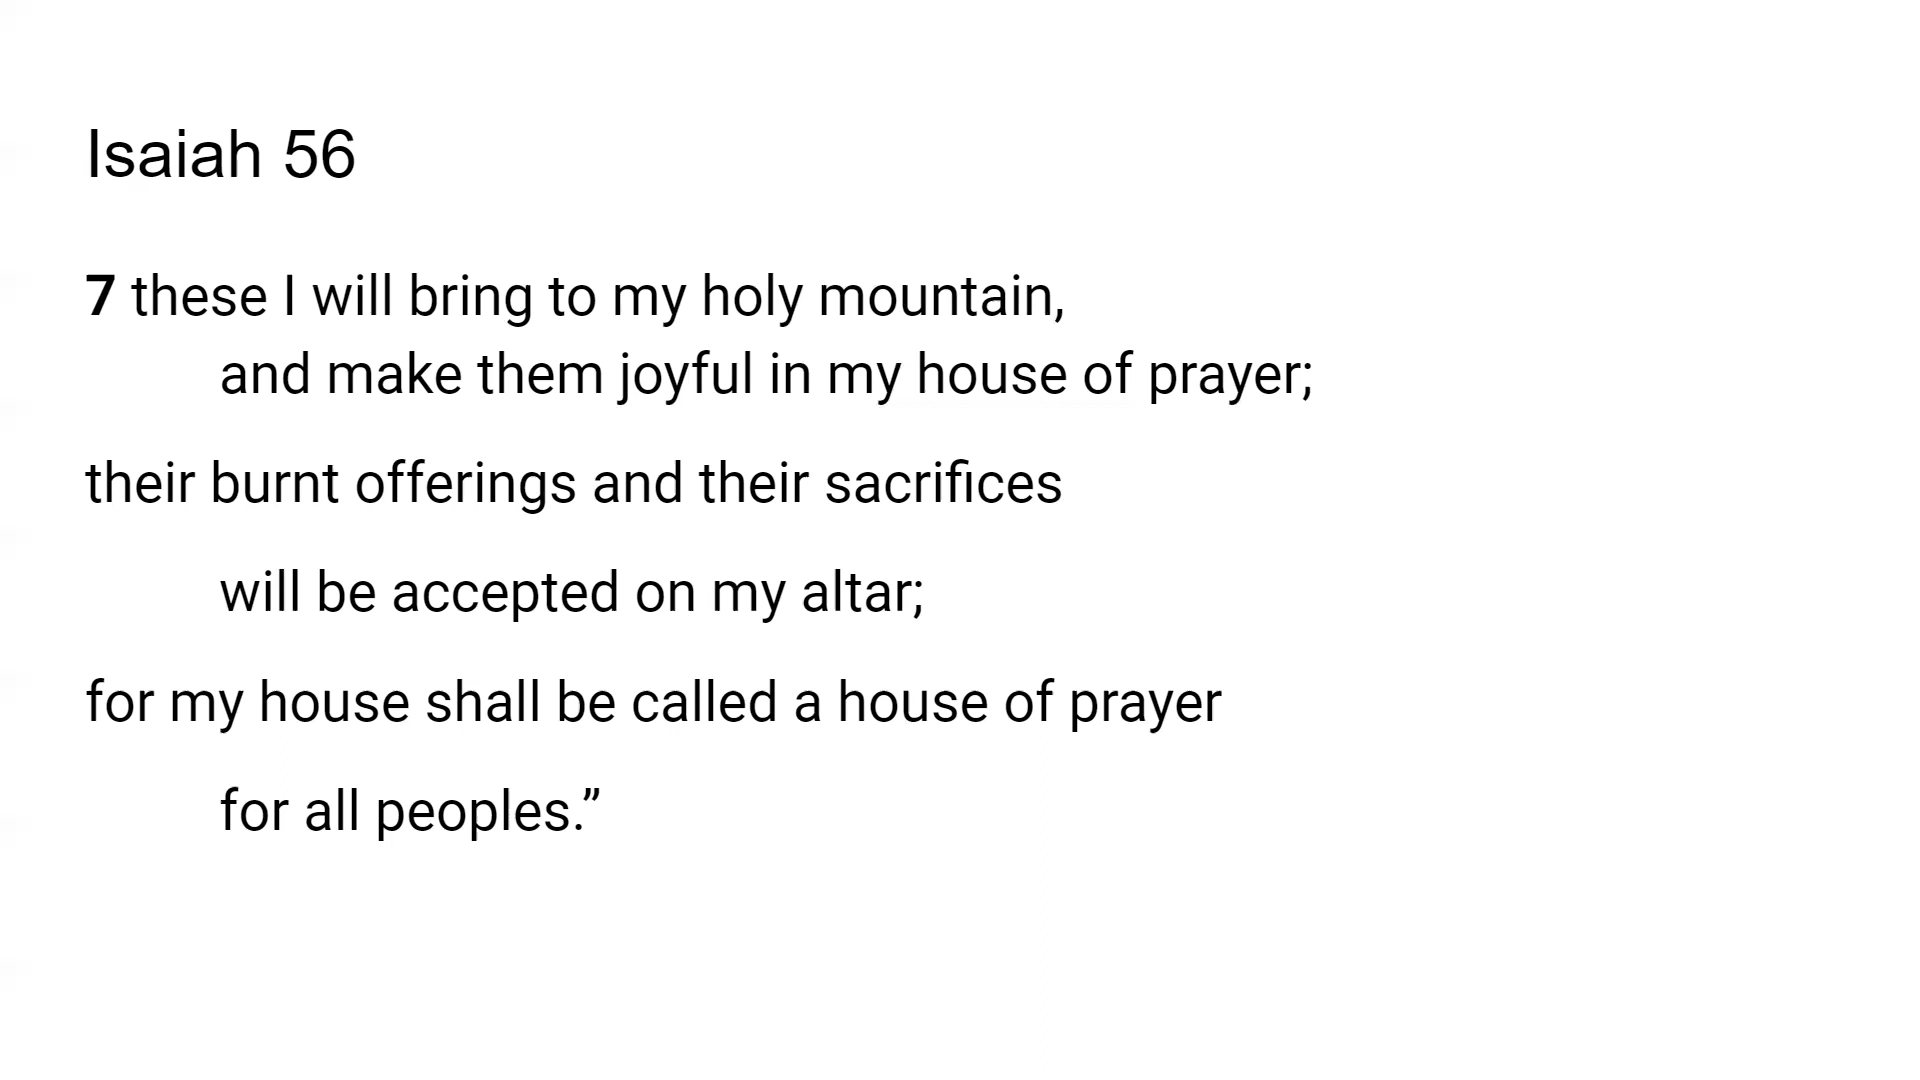 Isaiah 56
7 these I will bring to my holy mountain,
and make them joyful in my house of prayer;
their burnt offerings and their sacrifices
will be accepted on my altar;
for my house shall be called a house of prayer
for all peoples.”